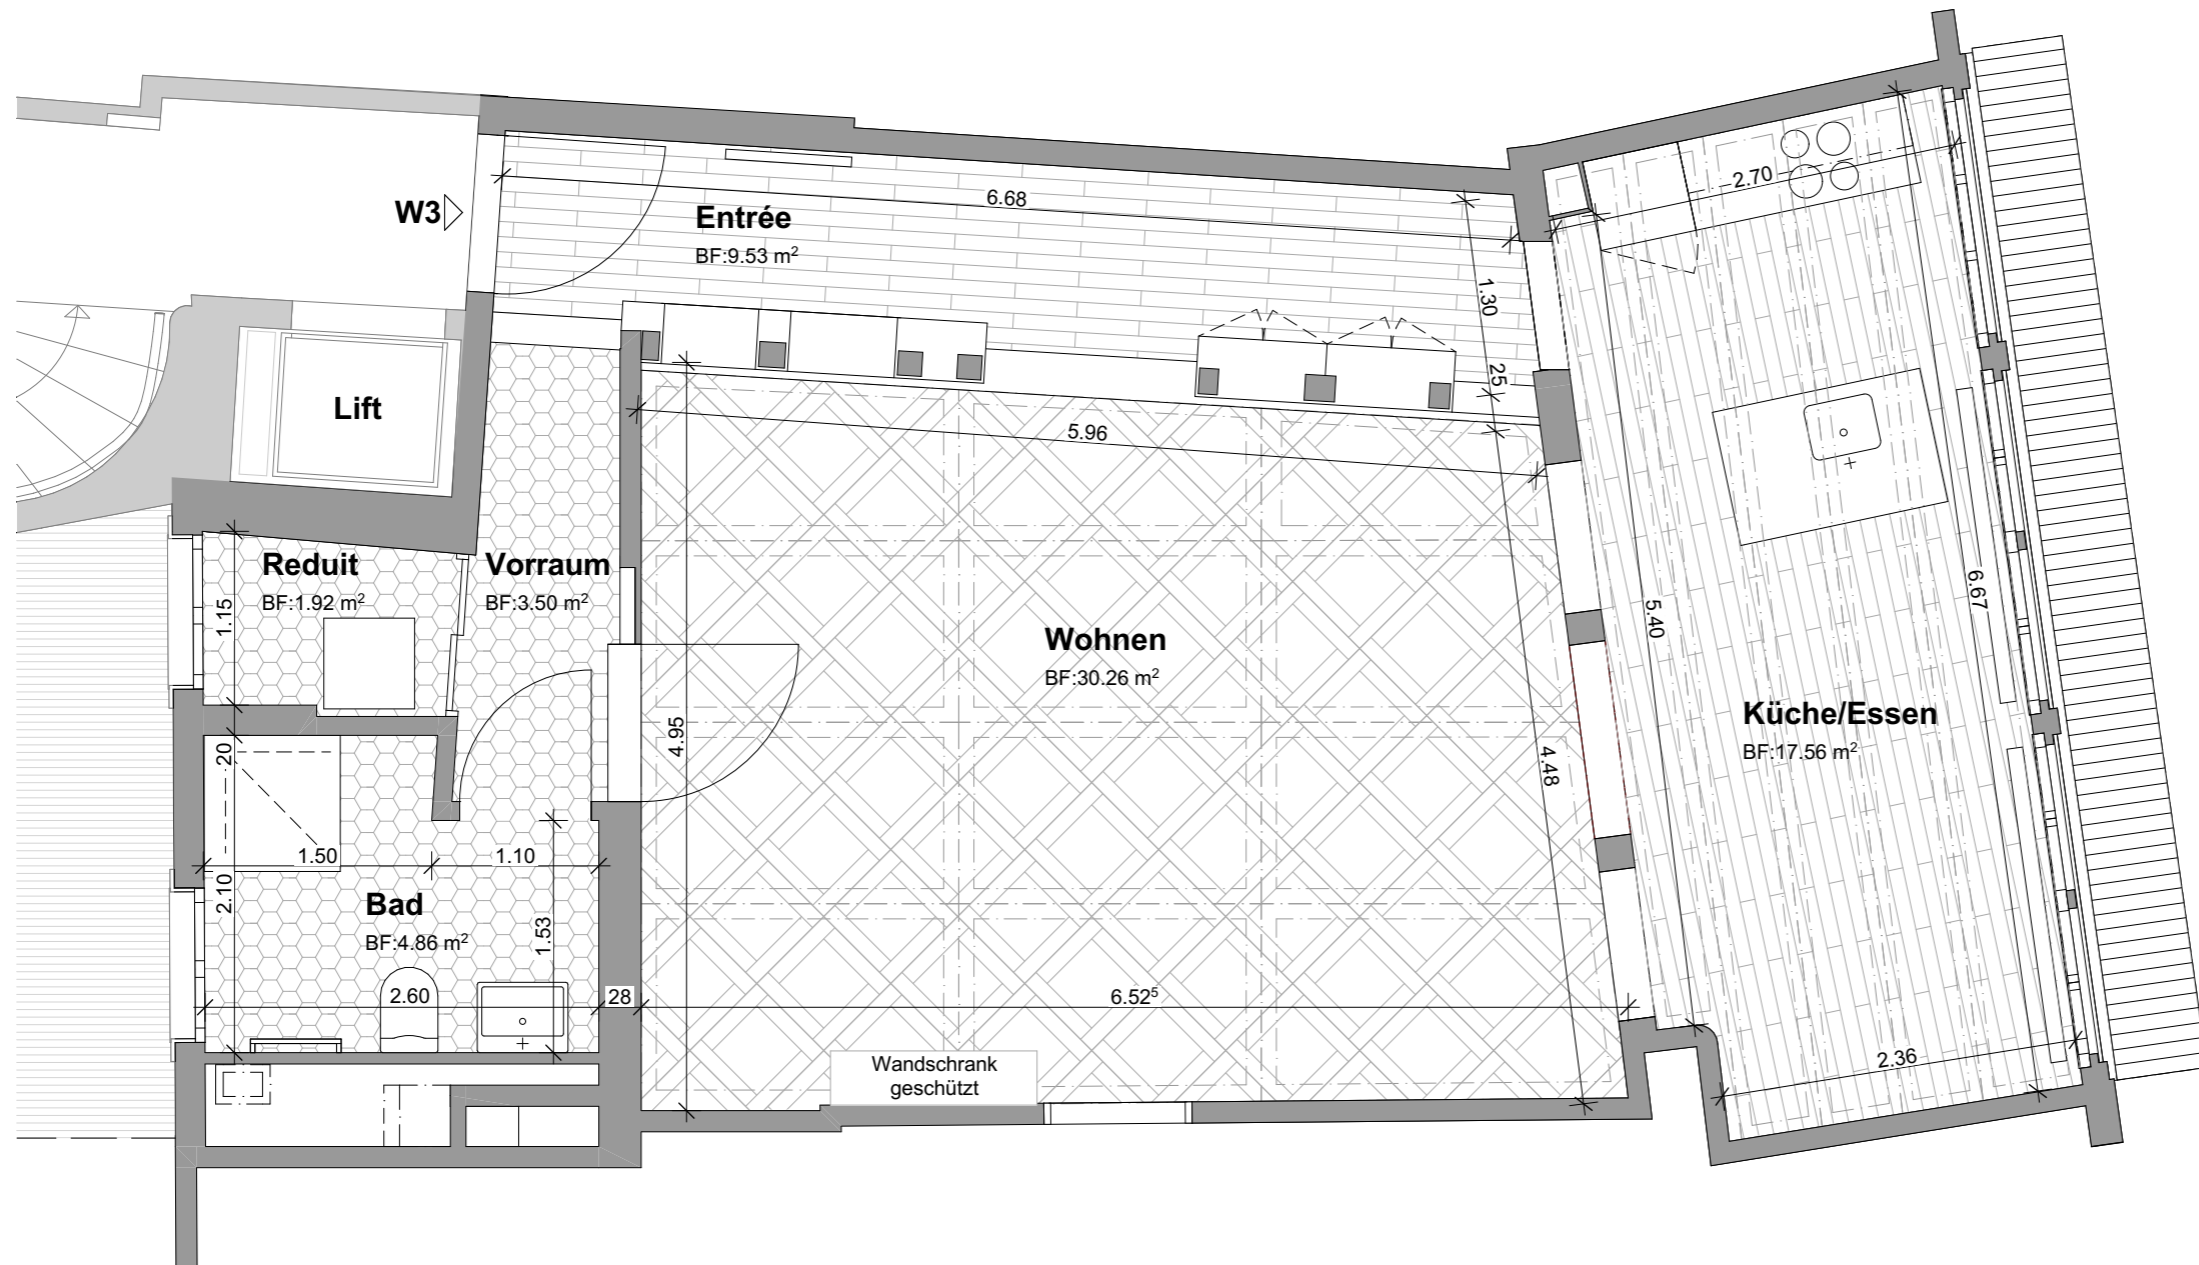 W3
Entrée
BF:9.53 m²
6.68
2.70
1.30
25
Lift
5.96
Reduit
BF:1.92 m²
Vorraum
BF:3.50 m²
1.15
Wohnen
BF:30.26 m²
5.40
6.67
Küche/Essen
BF:17.56 m²
4.95
4.48
20
1.50
1.10
2.10
Bad
BF:4.86 m²
1.53
2.60
28
6.52⁵
Wandschrank
geschützt
2.36